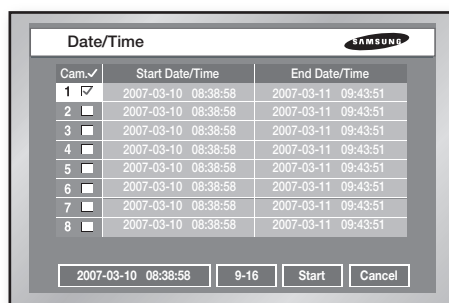 Date/Time
SAMSUNG
Cam.✓ Start Date/Time End Date/Time
1 2007-03-10 08:38:58 2007-03-11 09:43:51
2 2007-03-10 08:38:58 2007-03-11 09:43:51
3 2007-03-10 08:38:58 2007-03-11 09:43:51
4 2007-03-10 08:38:58 2007-03-11 09:43:51
5 2007-03-10 08:38:58 2007-03-11 09:43:51
6 2007-03-10 08:38:58 2007-03-11 09:43:51
7 2007-03-10 08:38:58 2007-03-11 09:43:51
8 2007-03-10 08:38:58 2007-03-11 09:43:51
2007-03-10 08:38:58 9-16 Start Cancel